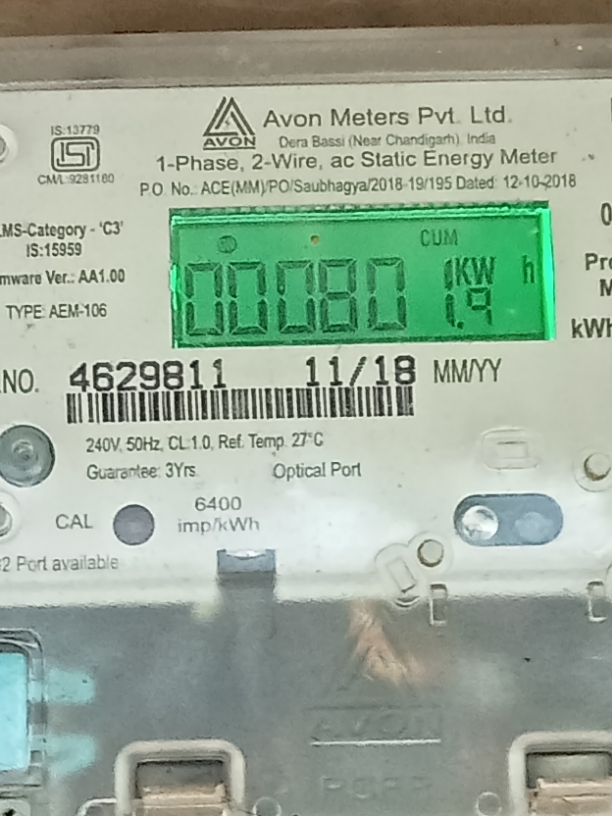 IS:13779
CM/L:9281180
AVON
Avon Meters Pvt. Ltd.
Dera Bassi (Near Chandigarh), India
1-Phase, 2-Wire, ac Static Energy Meter
P.O. No.: ACE(MM)/PO/Saubhagya/2018-19/195 Dated: 12-10-2018
MS-Category - 'C3'
IS:15959
mware Ver.: AA1.00
TYPE: AEM-106
CUM
00080 1KW h
1.9
kWh
NO. 4629811 11/18 MM/YY
240V, 50Hz, CL:1.0, Ref. Temp. 27°C
Guarantee: 3Yrs. Optical Port
CAL
6400
imp/kWh
2 Port available
AVON